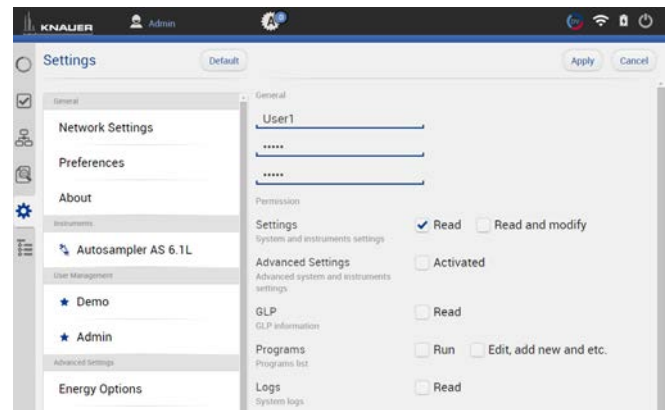 KNAUER
Admin
A
Settings
Default
Apply
Cancel
General
Network Settings
Preferences
About
Instruments
Autosampler AS 6.1L
User Management
Demo
Admin
Advanced Settings
Energy Options
General
User1
•••••
•••••
Permission
Settings
Read
Read and modify
System and instruments settings
Advanced Settings
Activated
Advanced system and instruments
settings
GLP
Read
GLP information
Programs
Run
Edit, add new and etc.
Programs list
Logs
Read
System logs